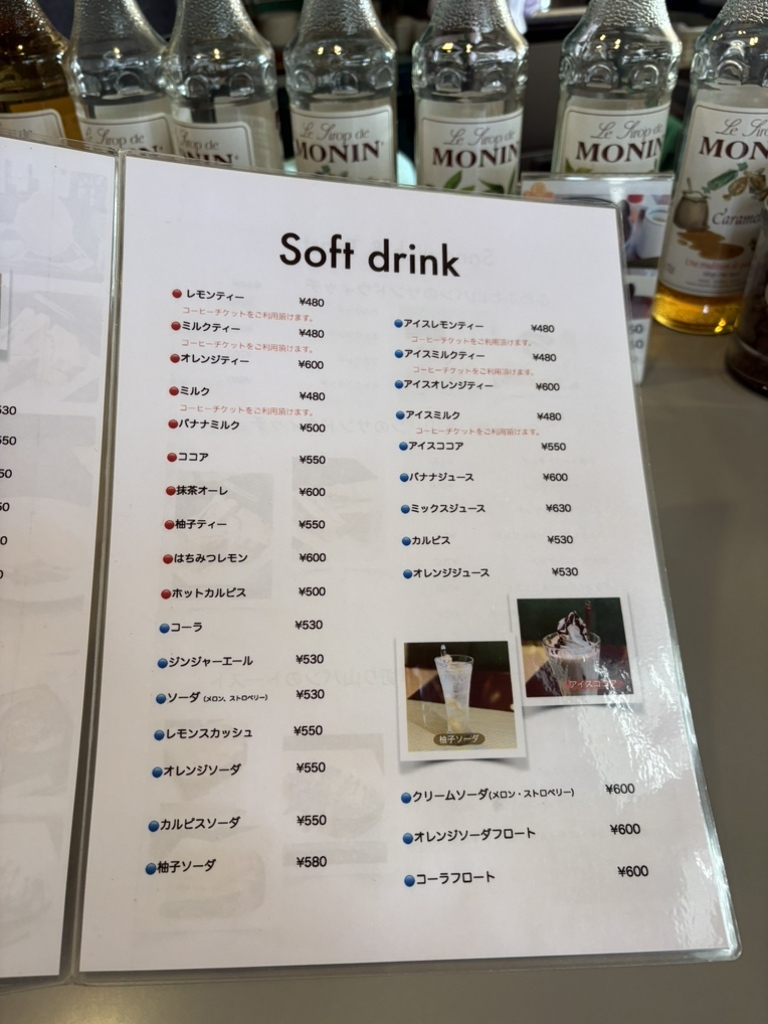 Le Sirop de
MONIN
Le Sirop de
MONIN
Le Sirop de
MONIN
Le Sirop de
MONIN
Caramel
Soft drink
レモンティー ¥480
コーヒーチケットをご利用頂けます。
ミルクティー ¥480
コーヒーチケットをご利用頂けます。
オレンジティー ¥600
ミルク ¥480
コーヒーチケットをご利用頂けます。
バナナミルク ¥500
ココア ¥550
抹茶オーレ ¥600
柚子ティー ¥550
はちみつレモン ¥600
ホットカルピス ¥500
コーラ ¥530
ジンジャーエール ¥530
ソーダ (メロン、ストロベリー) ¥530
レモンスカッシュ ¥550
オレンジソーダ ¥550
カルピスソーダ ¥550
柚子ソーダ ¥580
アイスレモンティー ¥480
コーヒーチケットをご利用頂けます。
アイスミルクティー ¥480
コーヒーチケットをご利用頂けます。
アイスオレンジティー ¥600
アイスミルク ¥480
コーヒーチケットをご利用頂けます。
アイスココア ¥550
バナナジュース ¥600
ミックスジュース ¥630
カルピス ¥530
オレンジジュース ¥530
アイスココア
柚子ソーダ
クリームソーダ(メロン・ストロベリー) ¥600
オレンジソーダフロート ¥600
コーラフロート ¥600